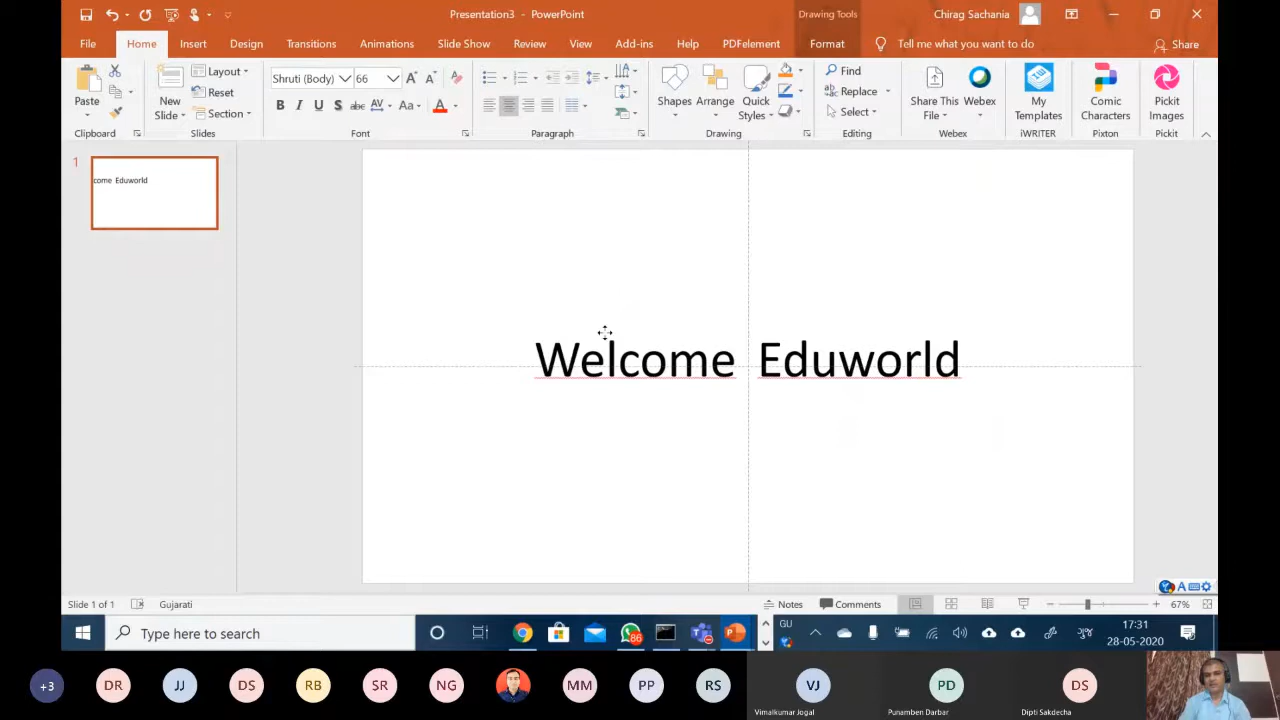 Presentation3 - PowerPoint
Drawing Tools
Chirag Sachania
File Home Insert Design Transitions Animations Slide Show Review View Add-ins Help PDFelement Format Tell me what you want to do Share
Paste
Clipboard
New Slide
Layout
Reset
Section
Slides
Shruti (Body) 66
B I U S abc AV Aa A
Font
Paragraph
Shapes
Arrange
Quick Styles
Drawing
Find
Replace
Select
Editing
Share This File
Webex
Webex
My Templates
iWRITER
Comic Characters
Pixton
Pickit Images
Pickit
1
come Eduworld
Welcome Eduworld
Slide 1 of 1
Gujarati
Notes
Comments
67%
Type here to search
86
GU
17:31
28-05-2020
+3 DR JJ DS RB SR NG MM PP RS VJ PD DS
Vimalkumar Jogal
Punamben Darbar
Dipti Sakdecha